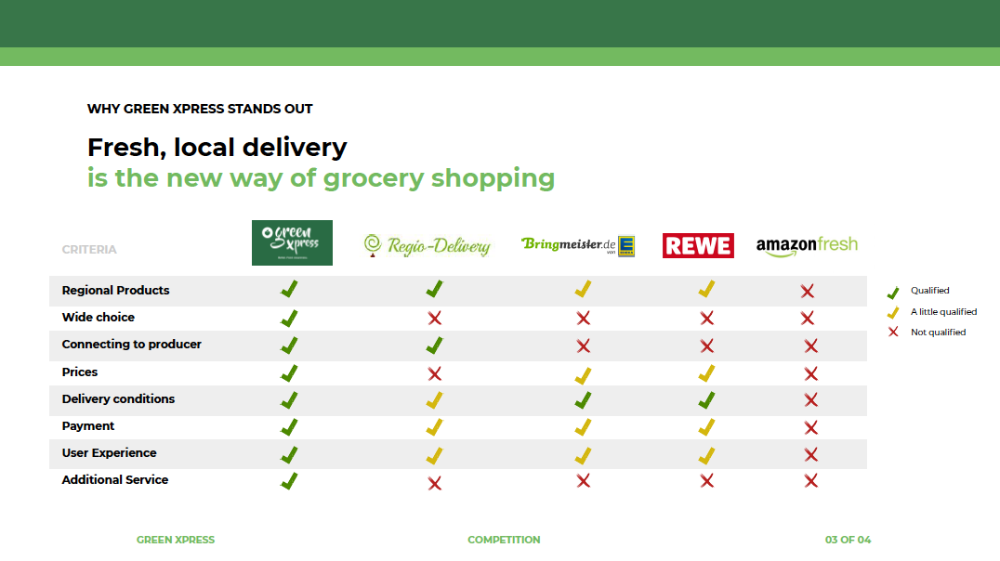 WHY GREEN XPRESS STANDS OUT
Fresh, local delivery
is the new way of grocery shopping
CRITERIA
green
xpress
Regio-Delivery
Bringmeister.de
von
E
REWE
amazonfresh
Regional Products
Wide choice
Connecting to producer
Prices
Delivery conditions
Payment
User Experience
Additional Service
Qualified
A little qualified
Not qualified
GREEN XPRESS
COMPETITION
03 OF 04